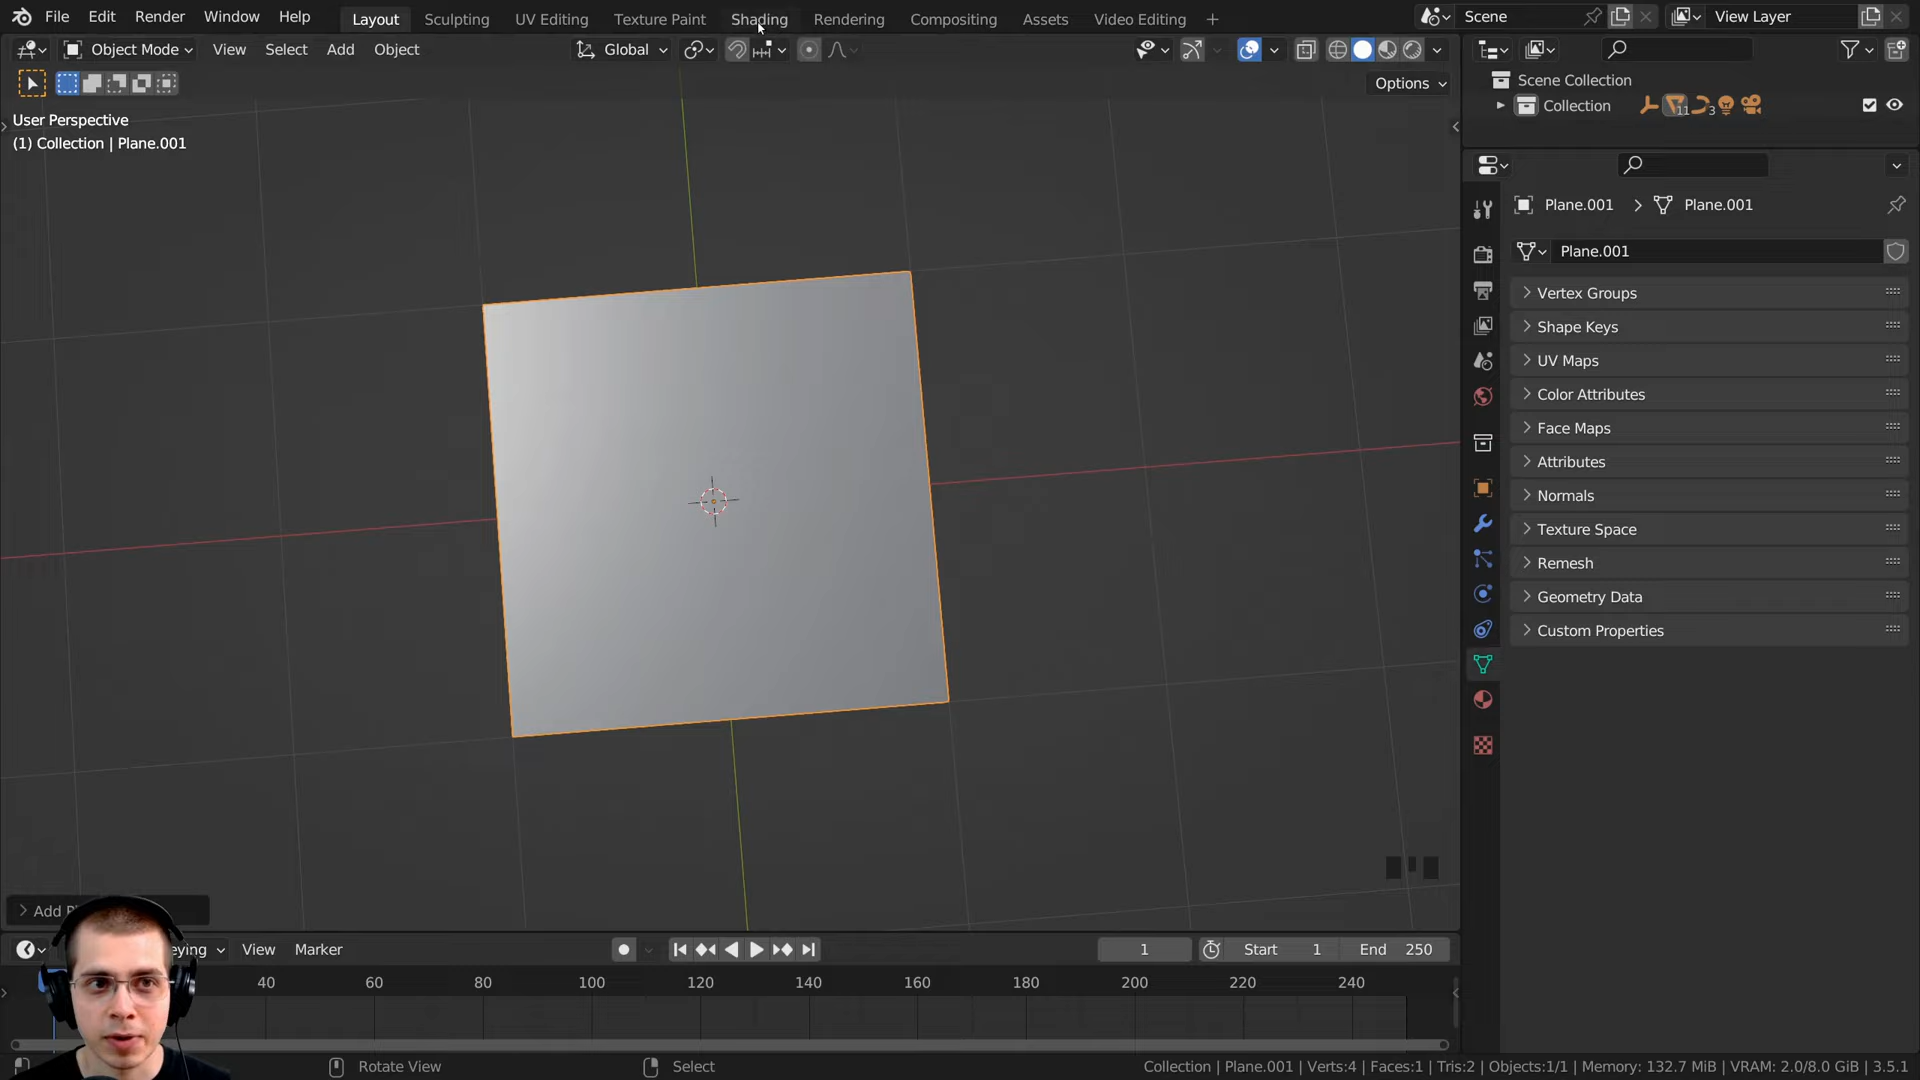 File Edit Render Window Help Layout Sculpting UV Editing Texture Paint Shading Rendering Compositing Assets Video Editing + Scene View Layer
Object Mode View Select Add Object Global
Options
User Perspective
(1) Collection | Plane.001
Scene Collection
Collection 11 3
Plane.001 > Plane.001
Plane.001
Vertex Groups
Shape Keys
UV Maps
Color Attributes
Face Maps
Attributes
Normals
Texture Space
Remesh
Geometry Data
Custom Properties
Add
eying View Marker 1 Start 1 End 250
40 60 80 100 120 140 160 180 200 220 240
Rotate View Select Collection | Plane.001 | Verts:4 | Faces:1 | Tris:2 | Objects:1/1 | Memory: 132.7 MiB | VRAM: 2.0/8.0 GiB | 3.5.1